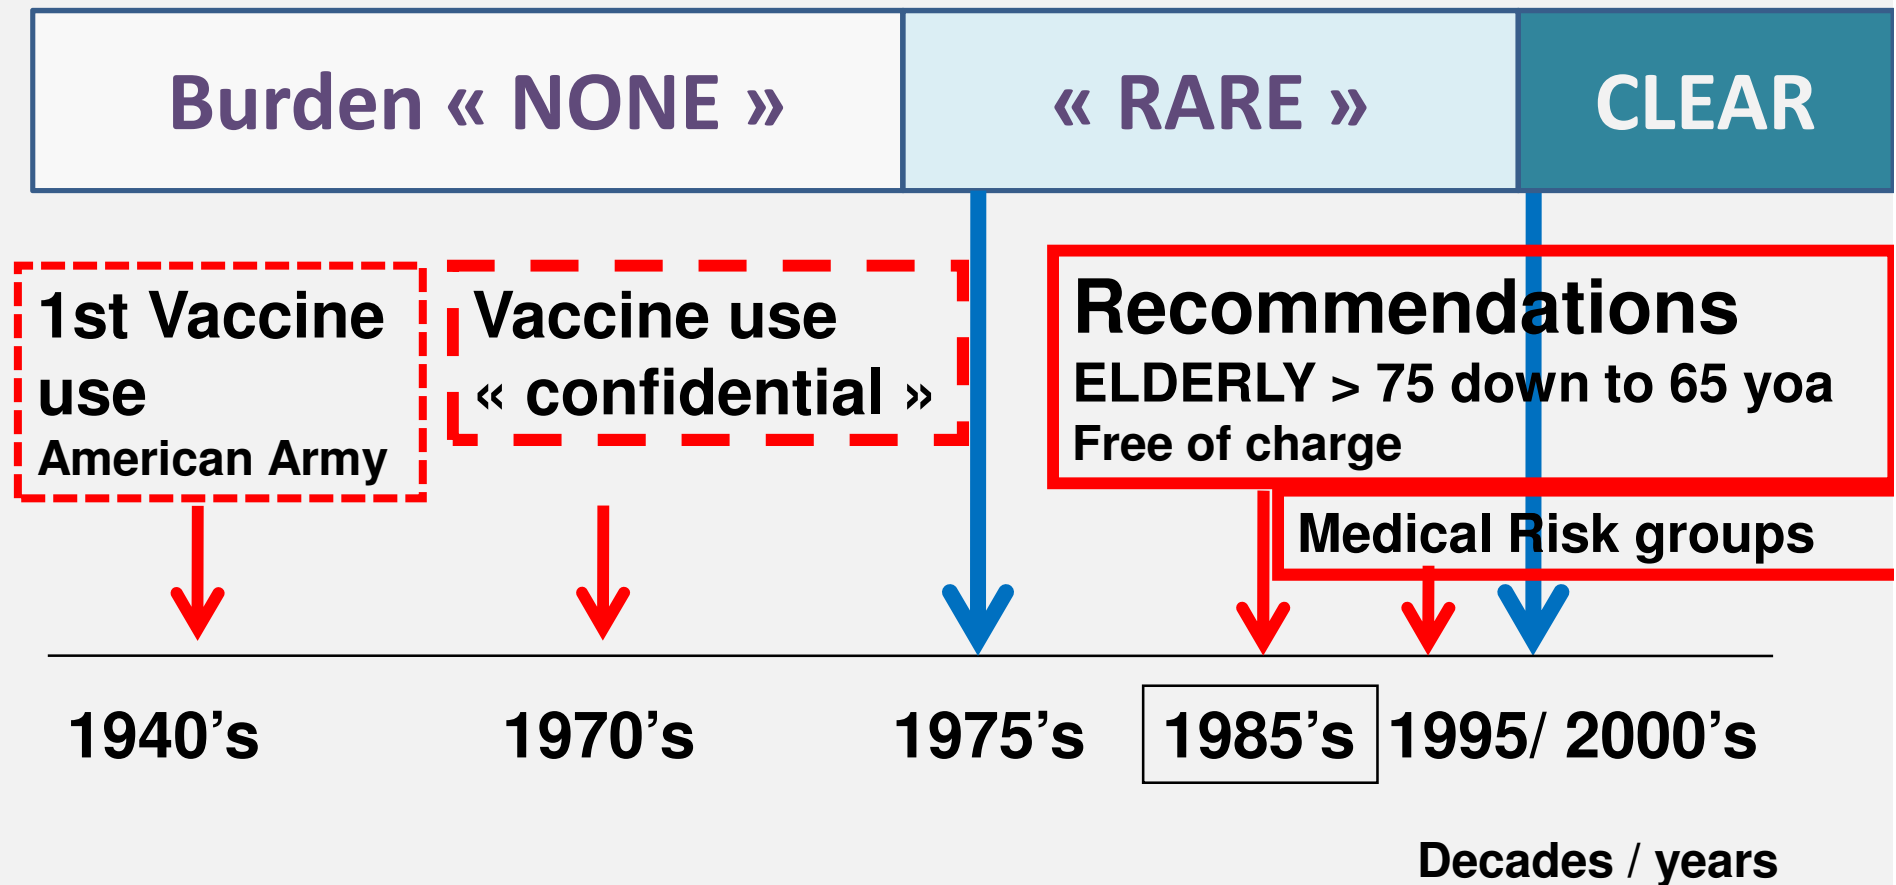 Burden « NONE »
« RARE »
CLEAR
1st Vaccine
use
American Army
Vaccine use
« confidential »
Recommendations
ELDERLY > 75 down to 65 yoa
Free of charge
Medical Risk groups
1940’s
1970’s
1975’s
1985’s
1995/ 2000’s
Decades / years